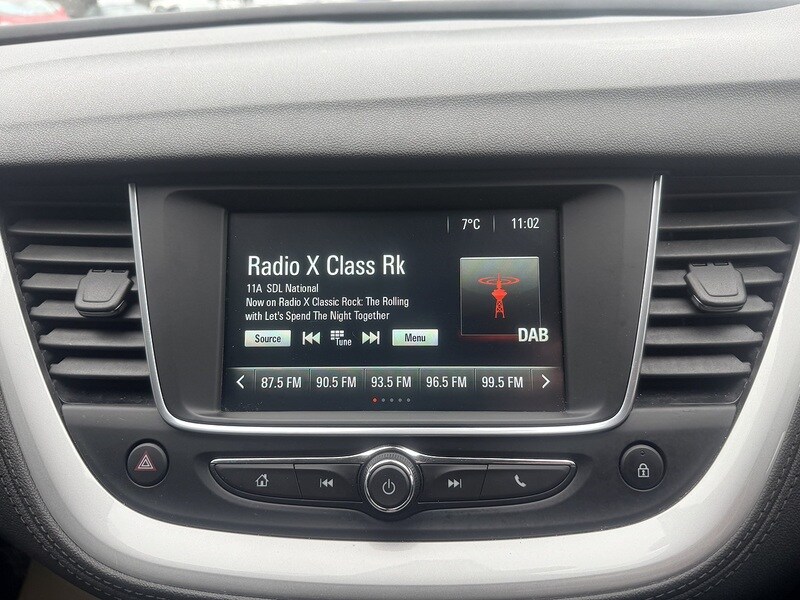 7°C 11:02
Radio X Class Rk
11A SDL National
Now on Radio X Classic Rock: The Rolling
with Let's Spend The Night Together
DAB
Source Tune Menu
87.5 FM 90.5 FM 93.5 FM 96.5 FM 99.5 FM